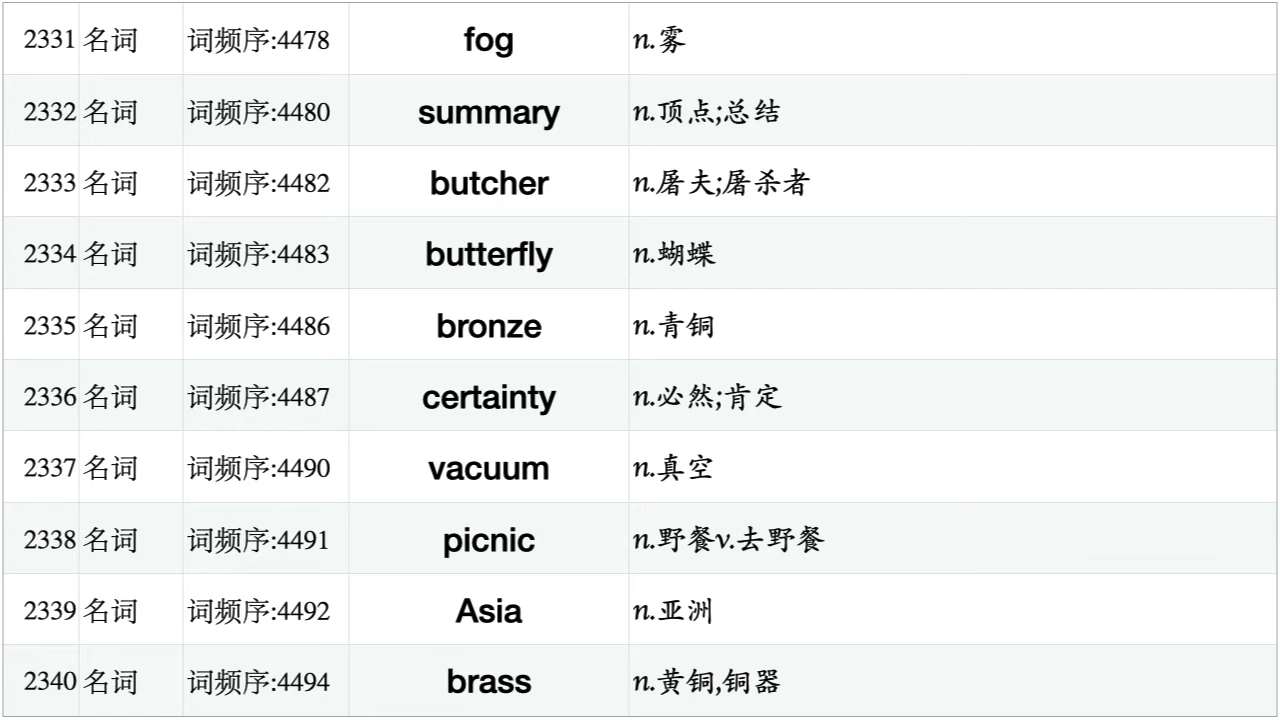 2331 名词 词频序:4478 fog n.雾
2332 名词 词频序:4480 summary n.顶点;总结
2333 名词 词频序:4482 butcher n.屠夫;屠杀者
2334 名词 词频序:4483 butterfly n.蝴蝶
2335 名词 词频序:4486 bronze n.青铜
2336 名词 词频序:4487 certainty n.必然;肯定
2337 名词 词频序:4490 vacuum n.真空
2338 名词 词频序:4491 picnic n.野餐v.去野餐
2339 名词 词频序:4492 Asia n.亚洲
2340 名词 词频序:4494 brass n.黄铜,铜器